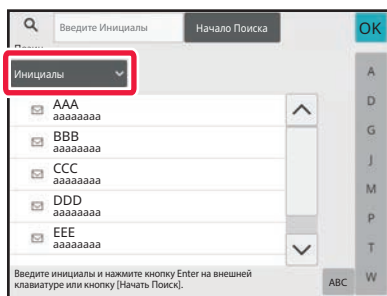 Введите Инициалы
Начало Поиска
OK
Инициалы
A
D
G
J
M
P
T
W
AAA
aaaaaaaa
BBB
aaaaaaaa
CCC
aaaaaaaa
DDD
aaaaaaaa
EEE
aaaaaaaa
Введите инициалы и нажмите кнопку Enter на внешней
клавиатуре или кнопку [Начать Поиск].
ABC